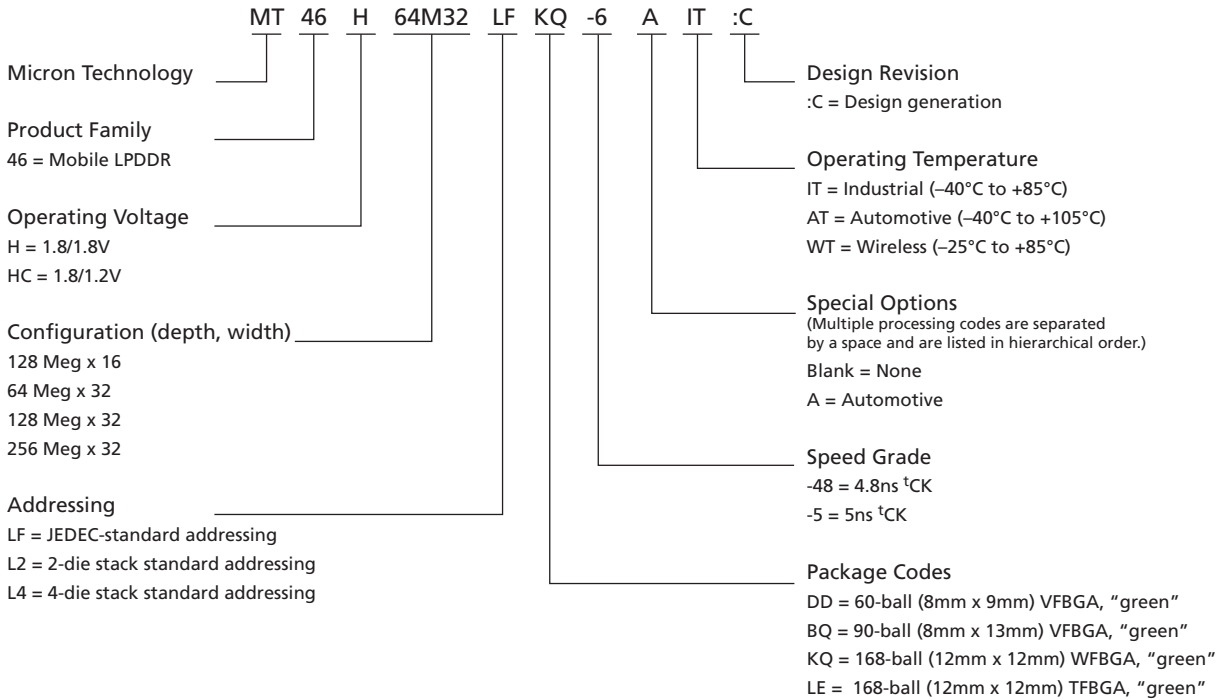 MT 46 H 64M32 LF KQ -6 A IT :C
Micron Technology
Product Family
46 = Mobile LPDDR
Operating Voltage
H = 1.8/1.8V
HC = 1.8/1.2V
Configuration (depth, width)
128 Meg x 16
64 Meg x 32
128 Meg x 32
256 Meg x 32
Addressing
LF = JEDEC-standard addressing
L2 = 2-die stack standard addressing
L4 = 4-die stack standard addressing
Design Revision
:C = Design generation
Operating Temperature
IT = Industrial (–40°C to +85°C)
AT = Automotive (–40°C to +105°C)
WT = Wireless (–25°C to +85°C)
Special Options
(Multiple processing codes are separated
by a space and are listed in hierarchical order.)
Blank = None
A = Automotive
Speed Grade
-48 = 4.8ns tCK
-5 = 5ns tCK
Package Codes
DD = 60-ball (8mm x 9mm) VFBGA, “green”
BQ = 90-ball (8mm x 13mm) VFBGA, “green”
KQ = 168-ball (12mm x 12mm) WFBGA, “green”
LE = 168-ball (12mm x 12mm) TFBGA, “green”